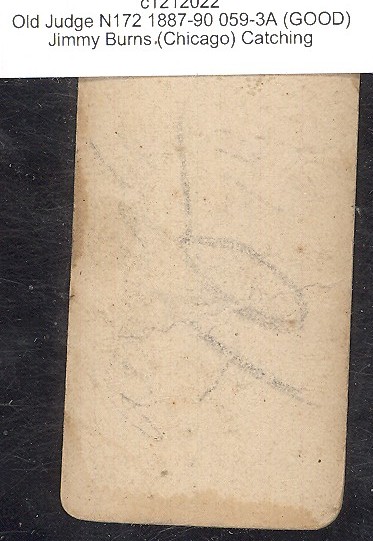 c1212022
Old Judge N172 1887-90 059-3A (GOOD)
Jimmy Burns (Chicago) Catching